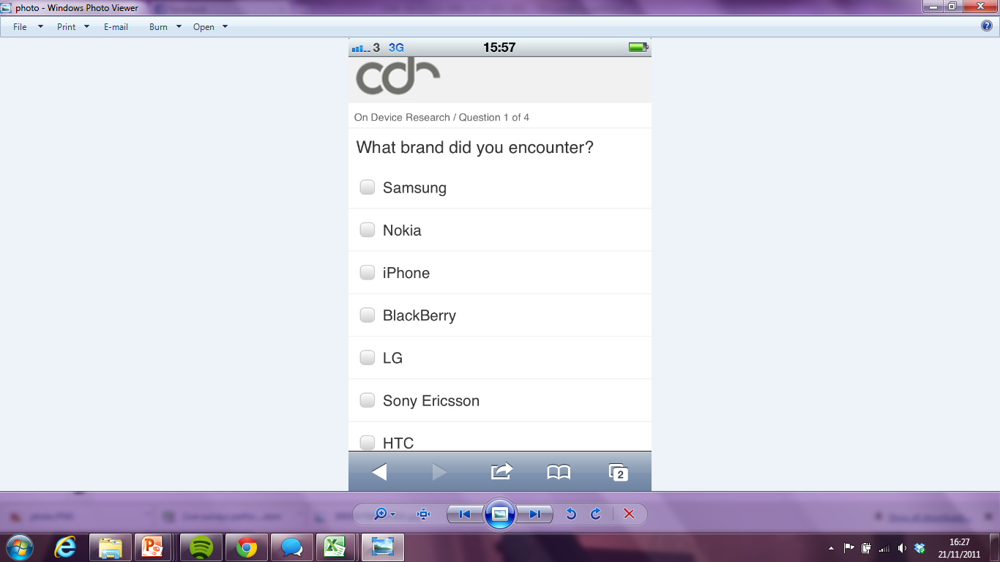 photo - Windows Photo Viewer
File Print E-mail Burn Open
3 3G 15:57
cdr
On Device Research / Question 1 of 4
What brand did you encounter?
Samsung
Nokia
iPhone
BlackBerry
LG
Sony Ericsson
HTC
2
16:27
21/11/2011